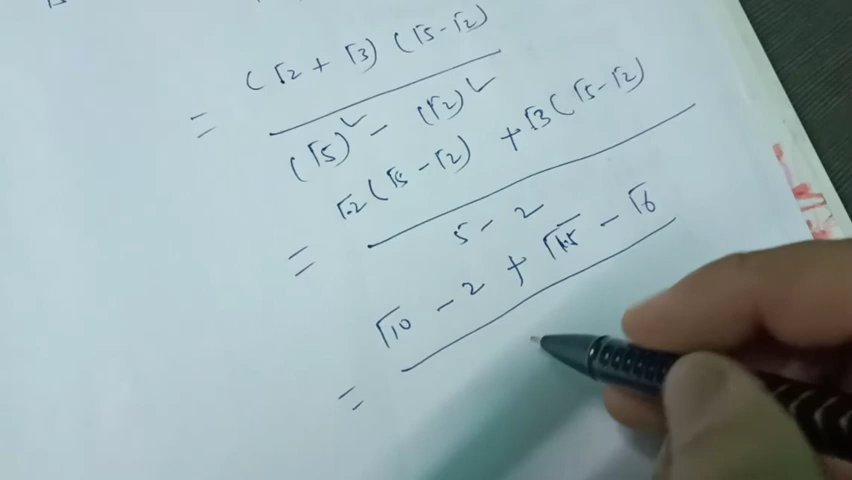 (√2 + √3) (√5-√2)
=
(√5)² - (√2)²
√2(√5-√2) + √3(√5-√2)
=
5-2
√10 - 2 + √15 - √6
=